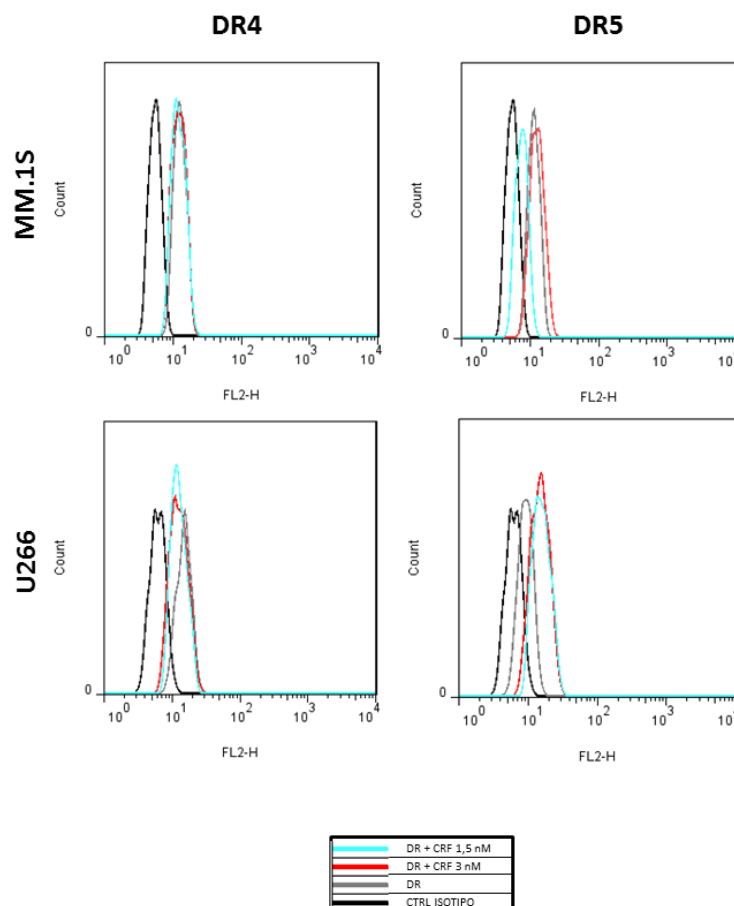 DR4
DR5
MM.1S
Count
0
10^0 10^1 10^2 10^3 10^4
FL2-H
Count
0
10^0 10^1 10^2 10^3
FL2-H
U266
Count
0
10^0 10^1 10^2 10^3 10^4
FL2-H
Count
0
10^0 10^1 10^2 10^3
FL2-H
DR + CRF 1,5 nM
DR + CRF 3 nM
DR
CTRL ISOTIPO